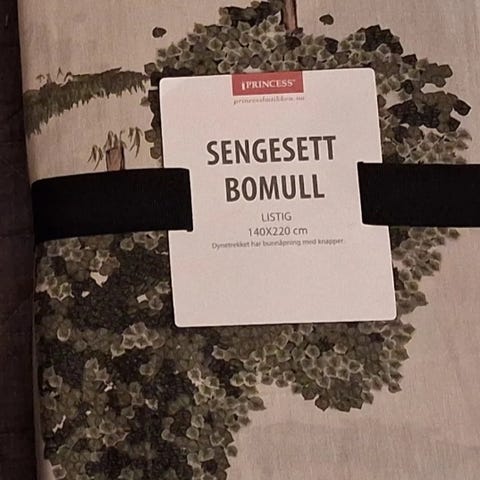 PRINCESS®
princessbutikken.no
SENGESETT
BOMULL
LISTIG
140X220 cm
Dynetrekket har bunnåpning med knapper.